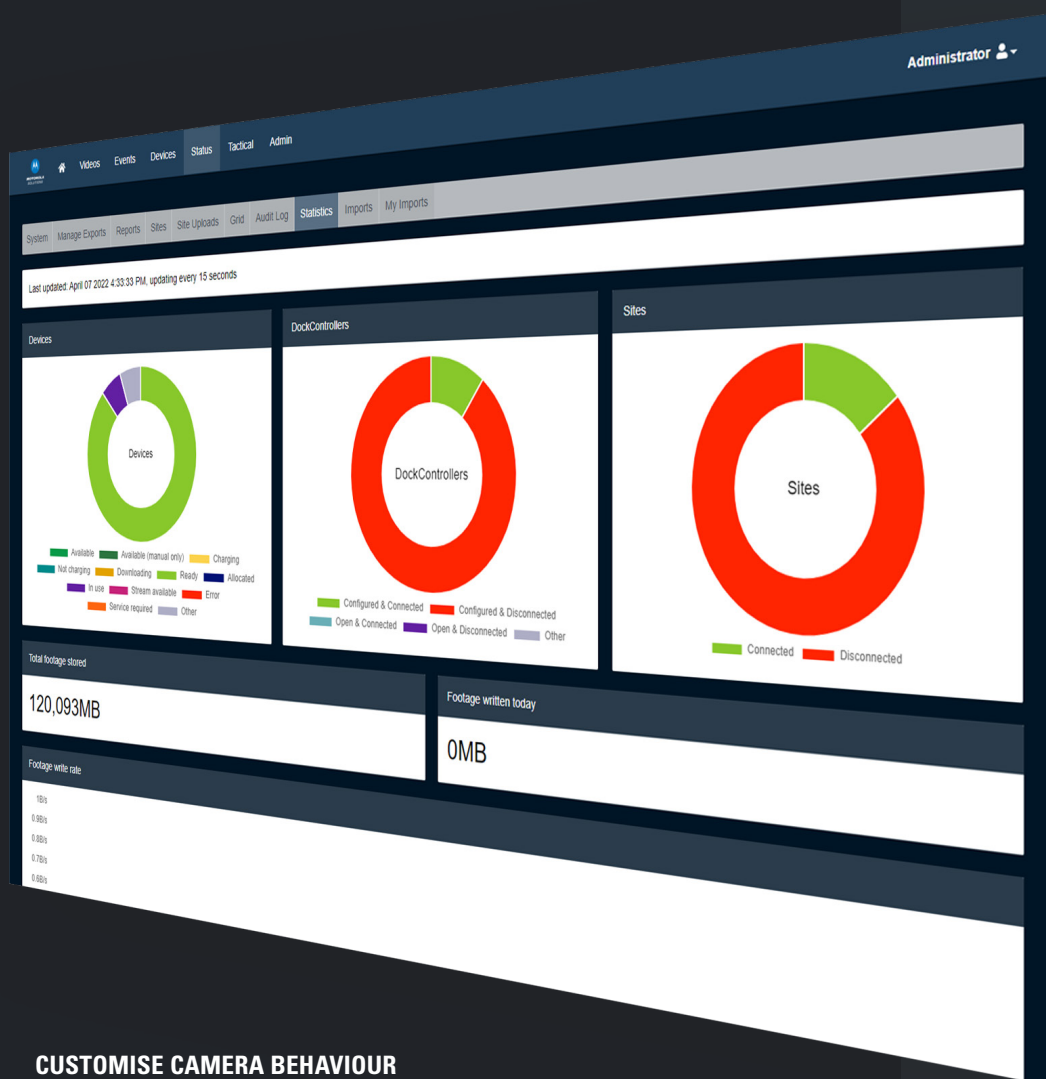 Administrator
MOTOROLA SOLUTIONS
Videos Events Devices Status Tactical Admin
System Manage Exports Reports Sites Site Uploads Grid Audit Log Statistics Imports My Imports
Last updated: April 07 2022 4:33:33 PM, updating every 15 seconds
Devices
DockControllers
Sites
Devices
DockControllers
Sites
Available Available (manual only) Charging
Not charging Downloading Ready Allocated
In use Stream available Error
Service required Other
Configured & Connected Configured & Disconnected
Open & Connected Open & Disconnected Other
Connected Disconnected
Total footage stored
120,093MB
Footage written today
0MB
Footage write rate
1B/s
0.9B/s
0.8B/s
0.7B/s
0.6B/s
CUSTOMISE CAMERA BEHAVIOUR